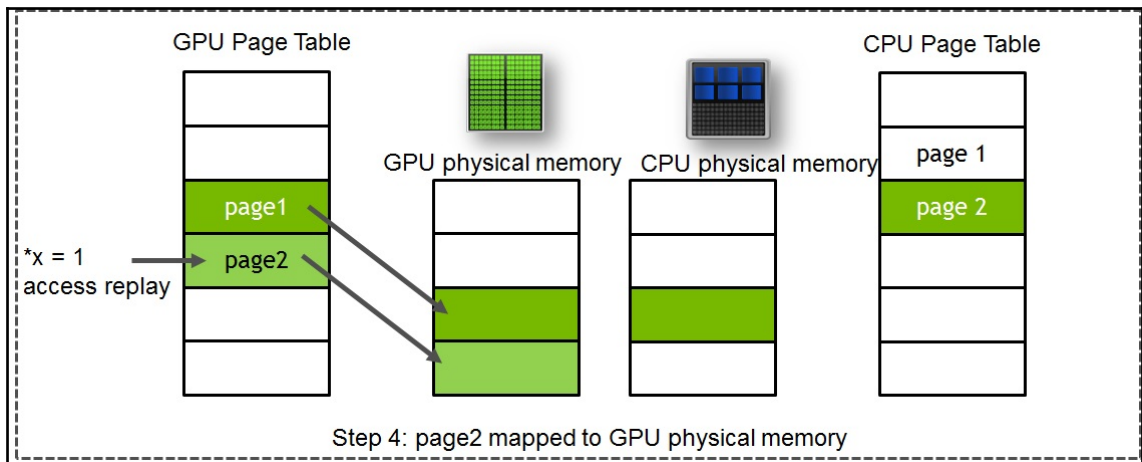 GPU Page Table
CPU Page Table
GPU physical memory
CPU physical memory
page 1
page1
page 2
*x = 1
access replay
page2
Step 4: page2 mapped to GPU physical memory